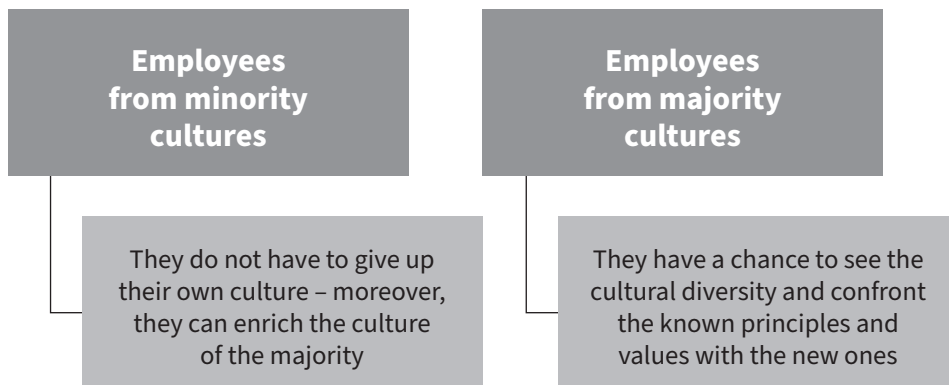 Employees
from minority
cultures
They do not have to give up
their own culture – moreover,
they can enrich the culture
of the majority
Employees
from majority
cultures
They have a chance to see the
cultural diversity and confront
the known principles and
values with the new ones